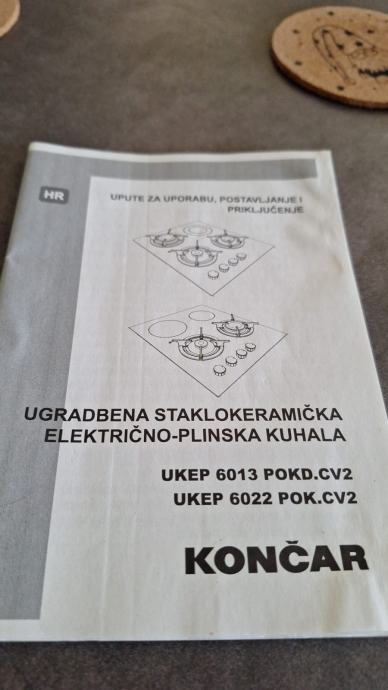 HR
UPUTE ZA UPORABU, POSTAVLJANJE I
PRIKLJUČENJE
UGRADBENA STAKLOKERAMIČKA
ELEKTRIČNO-PLINSKA KUHALA
UKEP 6013 POKD.CV2
UKEP 6022 POK.CV2
KONČAR